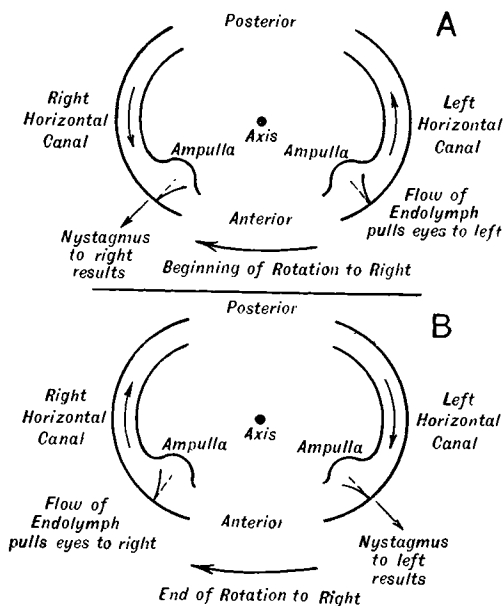 Posterior
A
Right
Horizontal
Canal
Left
Horizontal
Canal
Axis
Ampulla
Ampulla
Flow of
Endolymph
pulls eyes to left
Nystagmus
to right
results
Anterior
Beginning of Rotation to Right
Posterior
B
Right
Horizontal
Canal
Left
Horizontal
Canal
Axis
Ampulla
Ampulla
Flow of
Endolymph
pulls eyes to right
Anterior
Nystagmus
to left
results
End of Rotation to Right